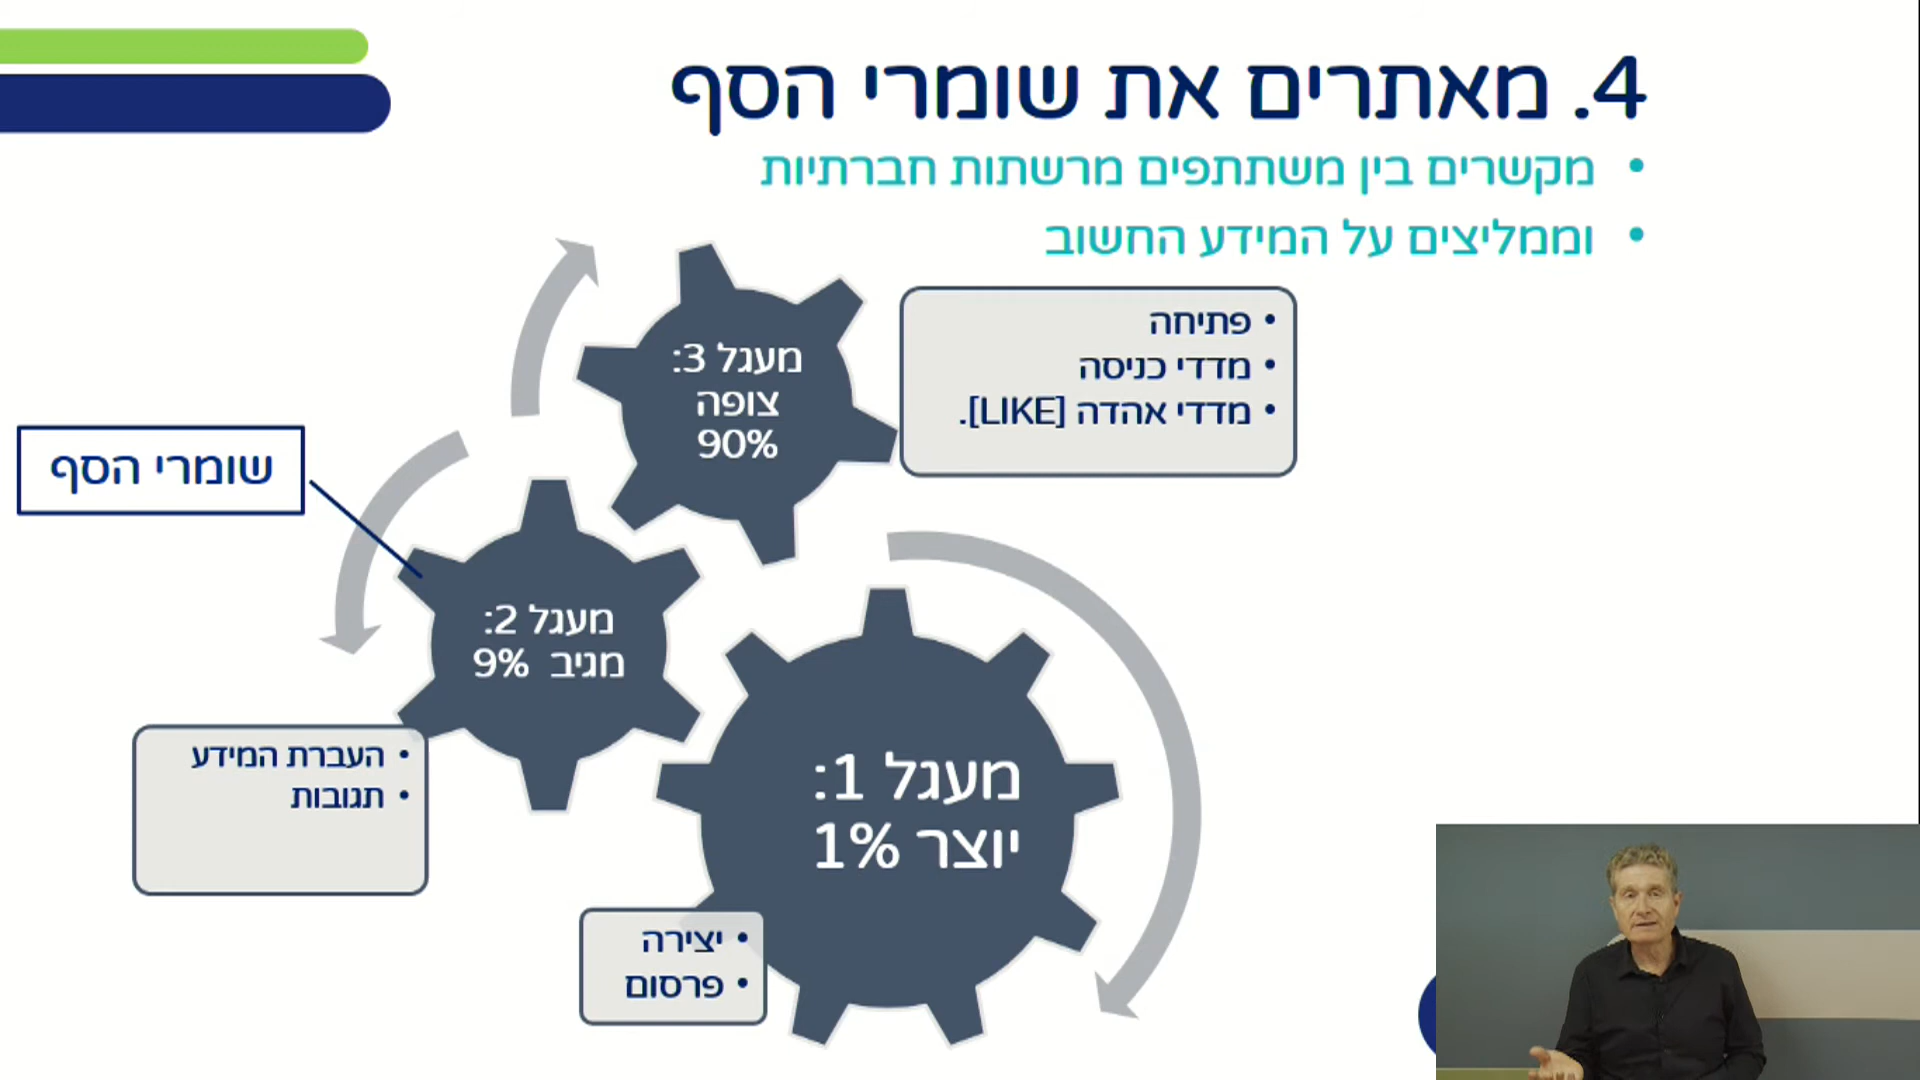 4. מאתרים את שומרי הסף
• מקשרים בין משתתפים מרשתות חברתיות
• וממליצים על המידע החשוב
• פתיחה
• מדדי כניסה
• מדדי אהדה [LIKE].
מעגל 3:
צופה
90%
שומרי הסף
מעגל 2:
מגיב 9%
• העברת המידע
• תגובות
מעגל 1:
יוצר 1%
• יצירה
• פרסום